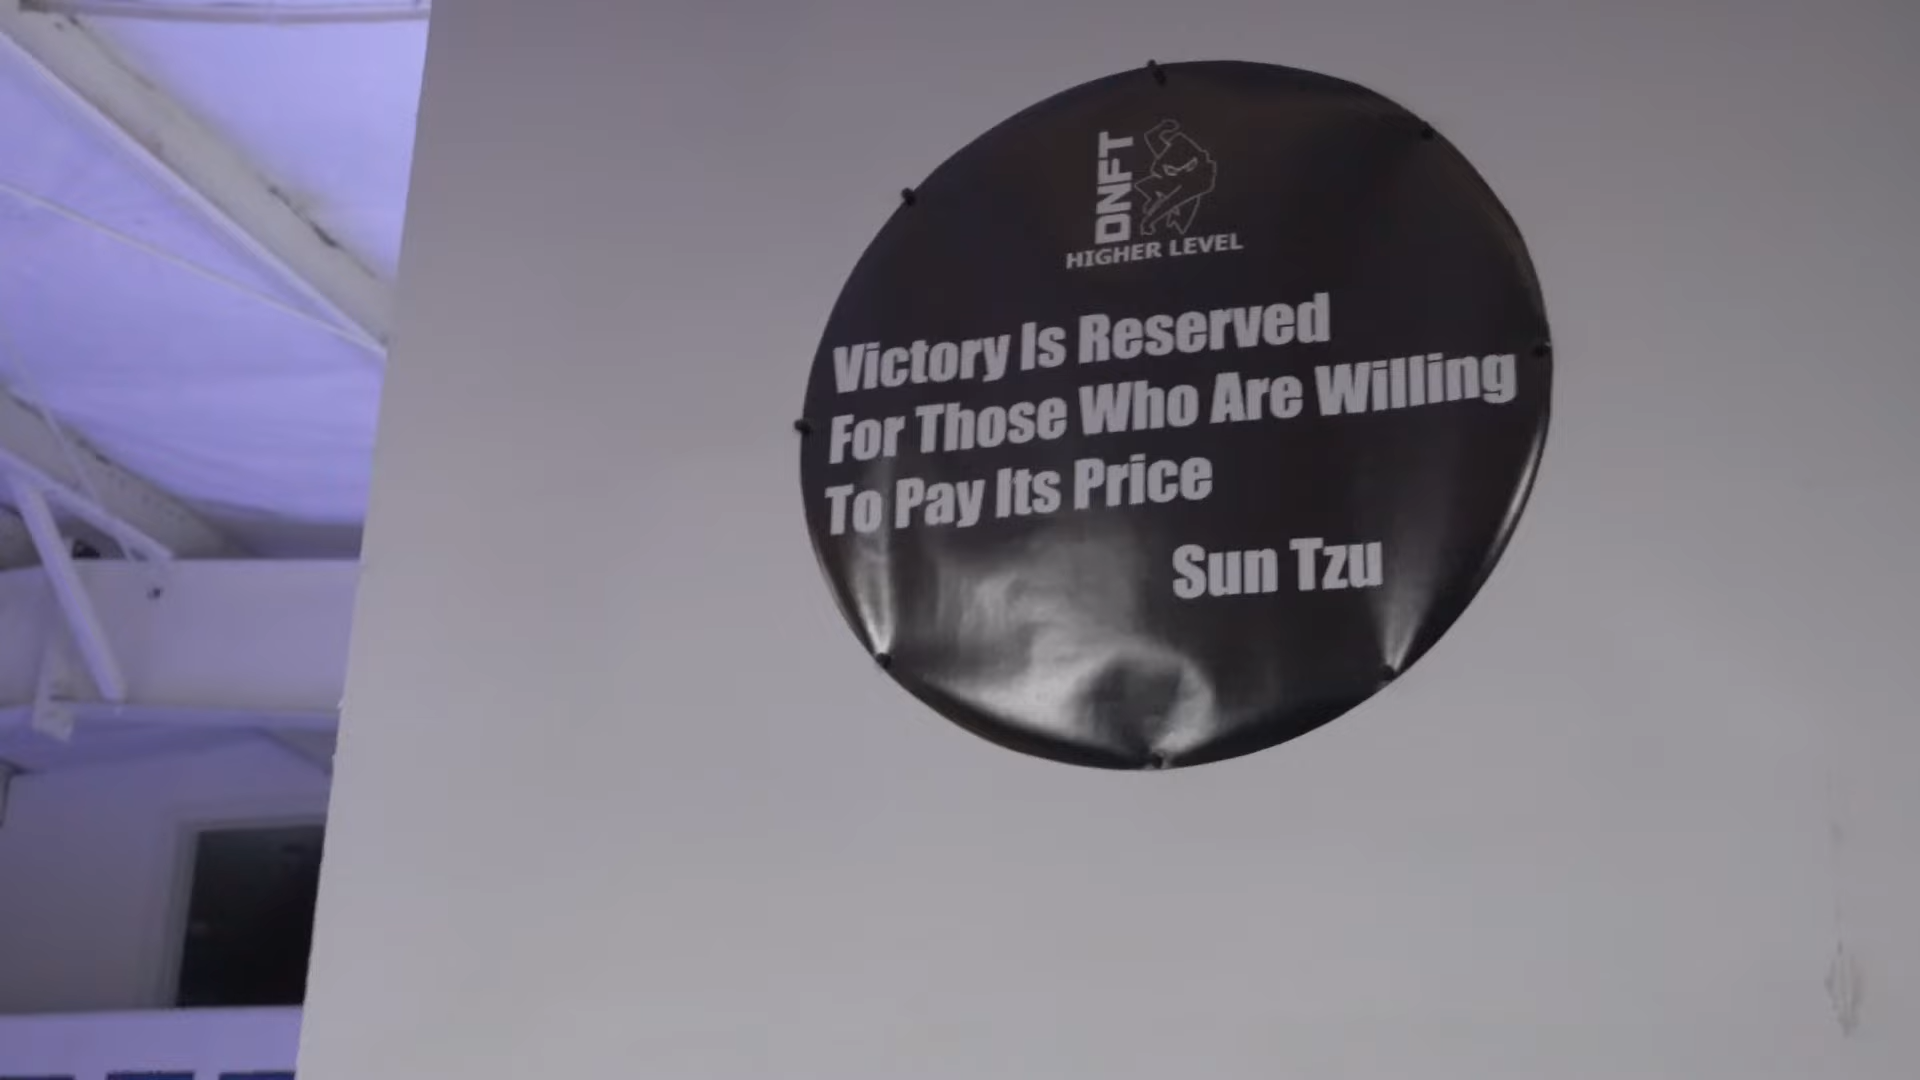 DNFT
HIGHER LEVEL
Victory Is Reserved
For Those Who Are Willing
To Pay Its Price
Sun Tzu